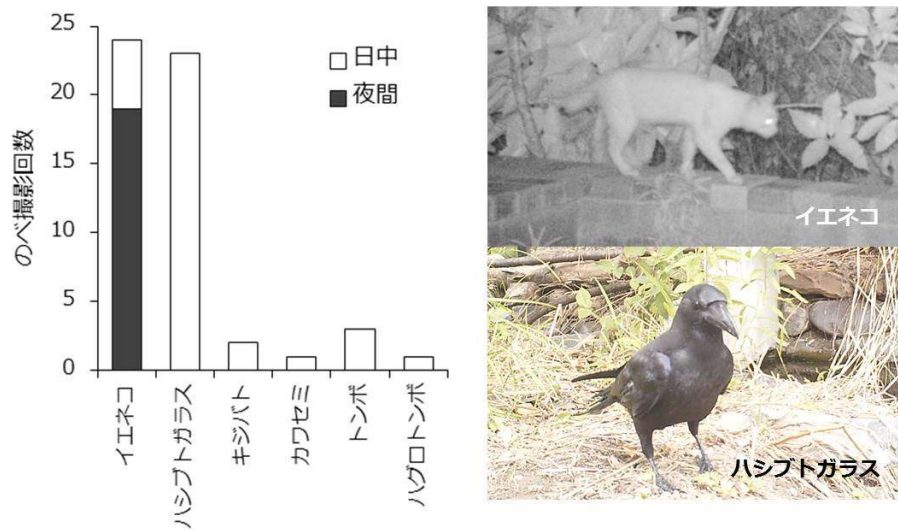 25
20
15
10
5
0
のべ撮影回数
日中
夜間
イエネコ
ハシブトガラス
キジバト
カワセミ
トンボ
ハグロトンボ
イエネコ
ハシブトガラス